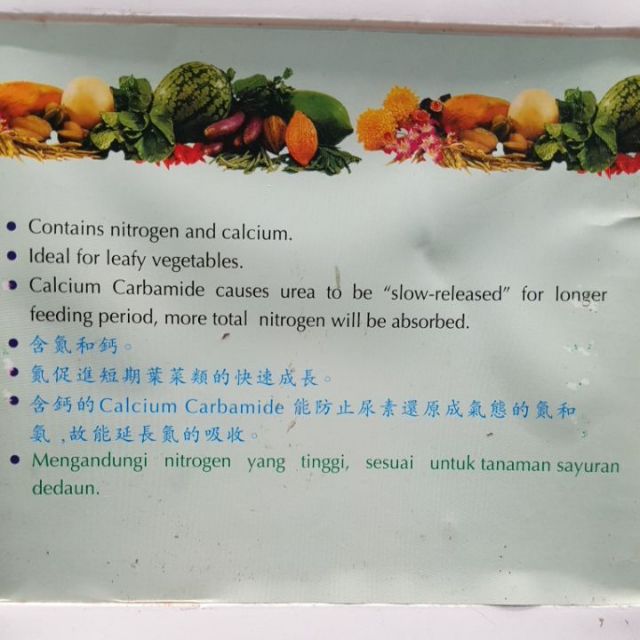 • Contains nitrogen and calcium.
• Ideal for leafy vegetables.
• Calcium Carbamide causes urea to be “slow-released” for longer
feeding period, more total nitrogen will be absorbed.
• 含氮和鈣。
• 氮促進短期葉菜類的快速成長。
• 含鈣的Calcium Carbamide 能防止尿素還原成氣態的氮和
氨 ,故能延長氮的吸收。
• Mengandungi nitrogen yang tinggi, sesuai untuk tanaman sayuran
dedaun.